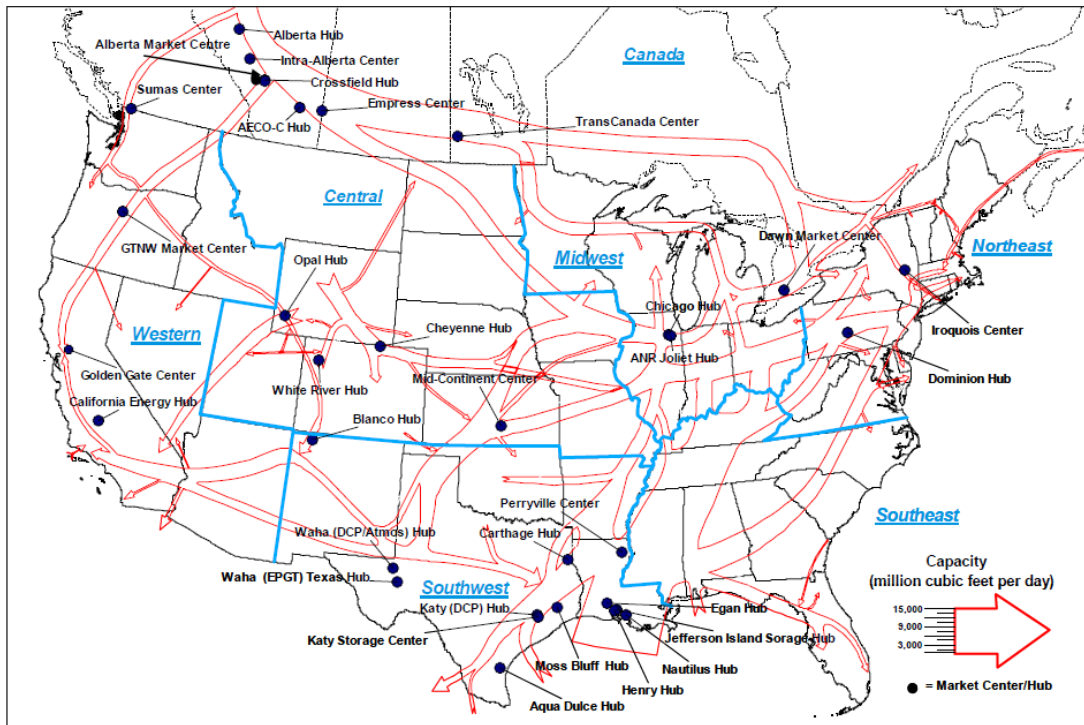 Alberta Hub
Alberta Market Centre
Intra-Alberta Center
Canada
Crossfield Hub
Sumas Center
Empress Center
AECO-C Hub
TransCanada Center
Central
GTNW Market Center
Dawn Market Center
Northeast
Opal Hub
Midwest
Chicago Hub
Western
Cheyenne Hub
Iroquois Center
ANR Joliet Hub
Golden Gate Center
Mid-Continent Center
Dominion Hub
White River Hub
California Energy Hub
Blanco Hub
Perryville Center
Southeast
Carthage Hub
Waha (DCP/Atmos) Hub
Capacity
(million cubic feet per day)
Waha (EPGT) Texas Hub
Southwest
Katy (DCP) Hub
Egan Hub
15,000
9,000
3,000
Katy Storage Center
Jefferson Island Sorage Hub
Moss Bluff Hub
Nautilus Hub
Henry Hub
= Market Center/Hub
Aqua Dulce Hub